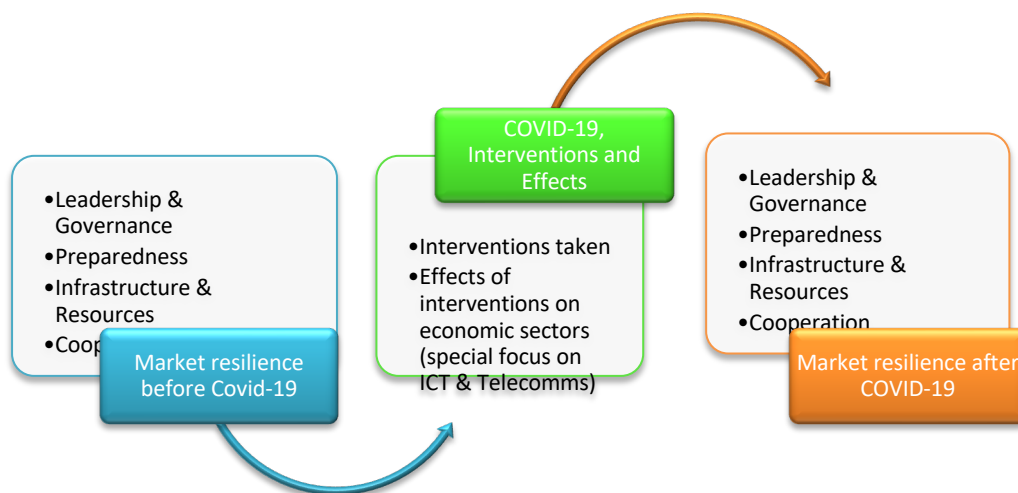 •Leadership &
Governance
•Preparedness
•Infrastructure &
Resources
Market resilience
before Covid-19
COVID-19,
Interventions and
Effects
•Interventions taken
•Effects of
interventions on
economic sectors
(special focus on
ICT & Telecomms)
•Leadership &
Governance
•Preparedness
•Infrastructure &
Resources
•Cooperation
Market resilience after
COVID-19